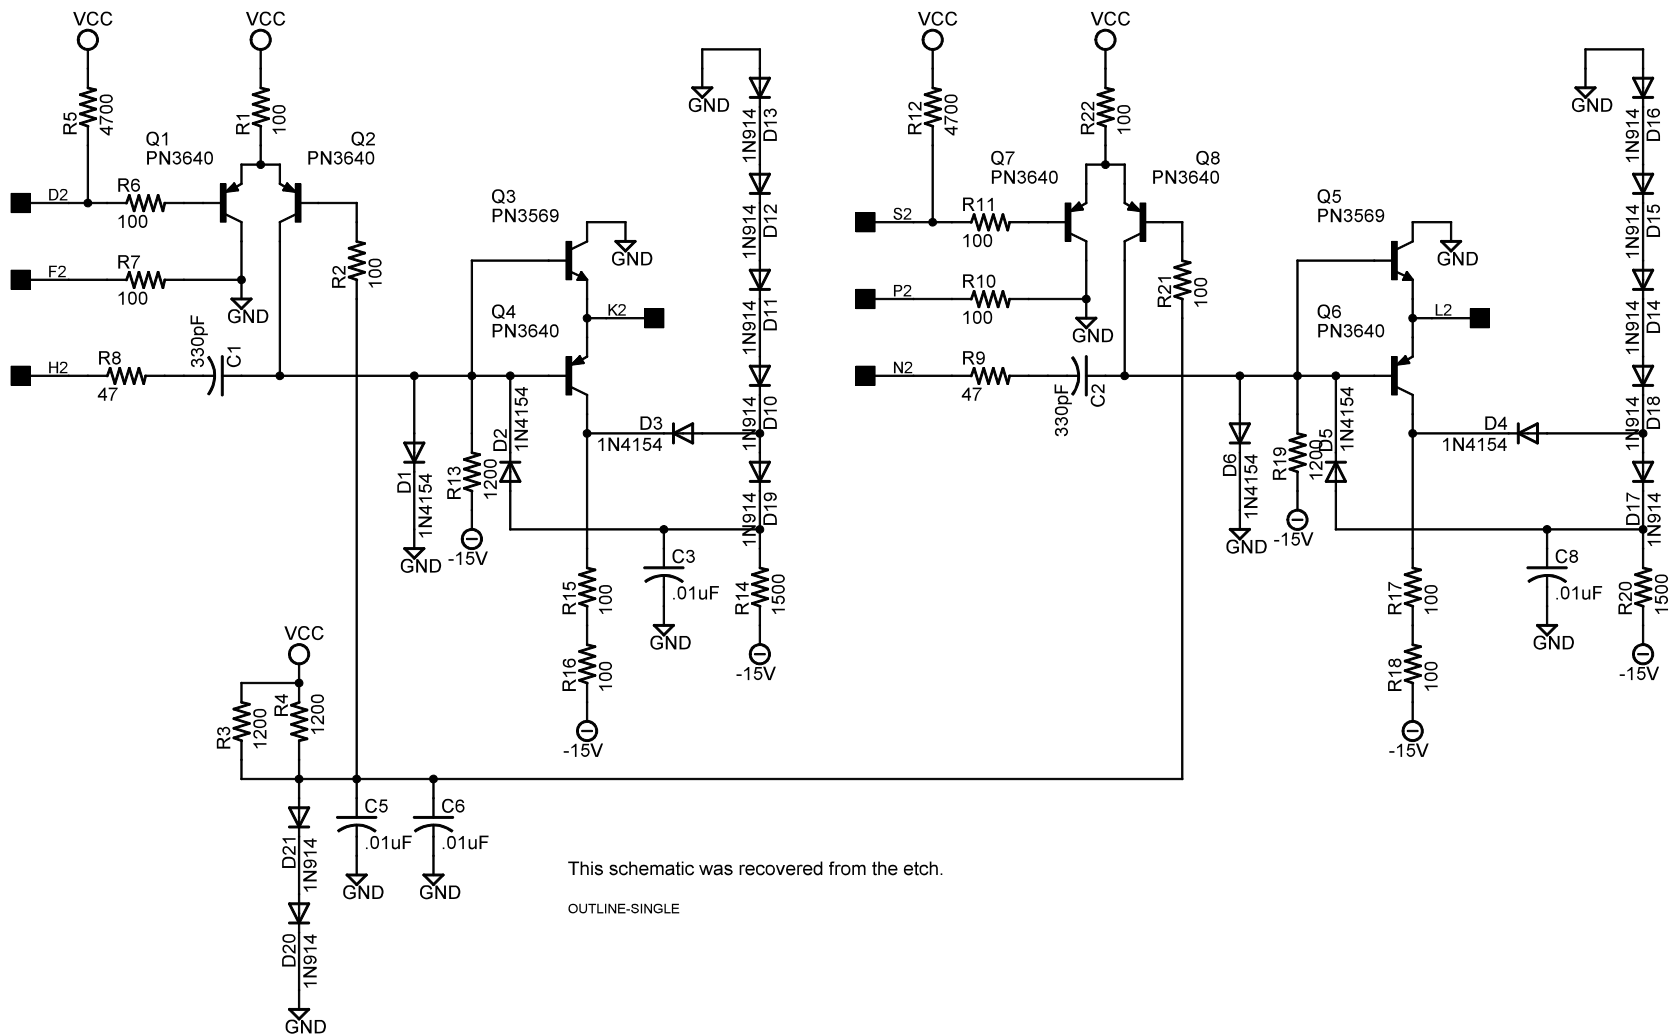 VCC
VCC
VCC
VCC
R5
4700
R1
100
GND
1N914
D13
R12
4700
R22
100
GND
1N914
D16
Q1
PN3640
Q2
PN3640
Q7
PN3640
Q8
PN3640
D2
R6
100
Q3
PN3569
1N914
D12
S2
R11
100
Q5
PN3569
1N914
D15
F2
R7
100
GND
R2
100
GND
P2
R10
100
GND
R21
100
GND
Q4
PN3640
K2
1N914
D11
Q6
PN3640
L2
1N914
D14
H2
R8
47
330pF
C1
N2
R9
47
330pF
C2
1N914
D10
1N914
D18
D1
1N4154
R13
1200
D2
1N4154
D3
1N4154
1N914
D19
D6
1N4154
R19
1200
D5
1N4154
D4
1N4154
D17
1N914
GND
-15V
GND
-15V
R15
100
C3
.01uF
GND
R14
1500
-15V
R17
100
C8
.01uF
GND
R20
1500
-15V
R16
100
-15V
R18
100
-15V
VCC
R3
1200
R4
1200
D21
1N914
C5
.01uF
GND
C6
.01uF
GND
D20
1N914
GND
This schematic was recovered from the etch.
OUTLINE-SINGLE